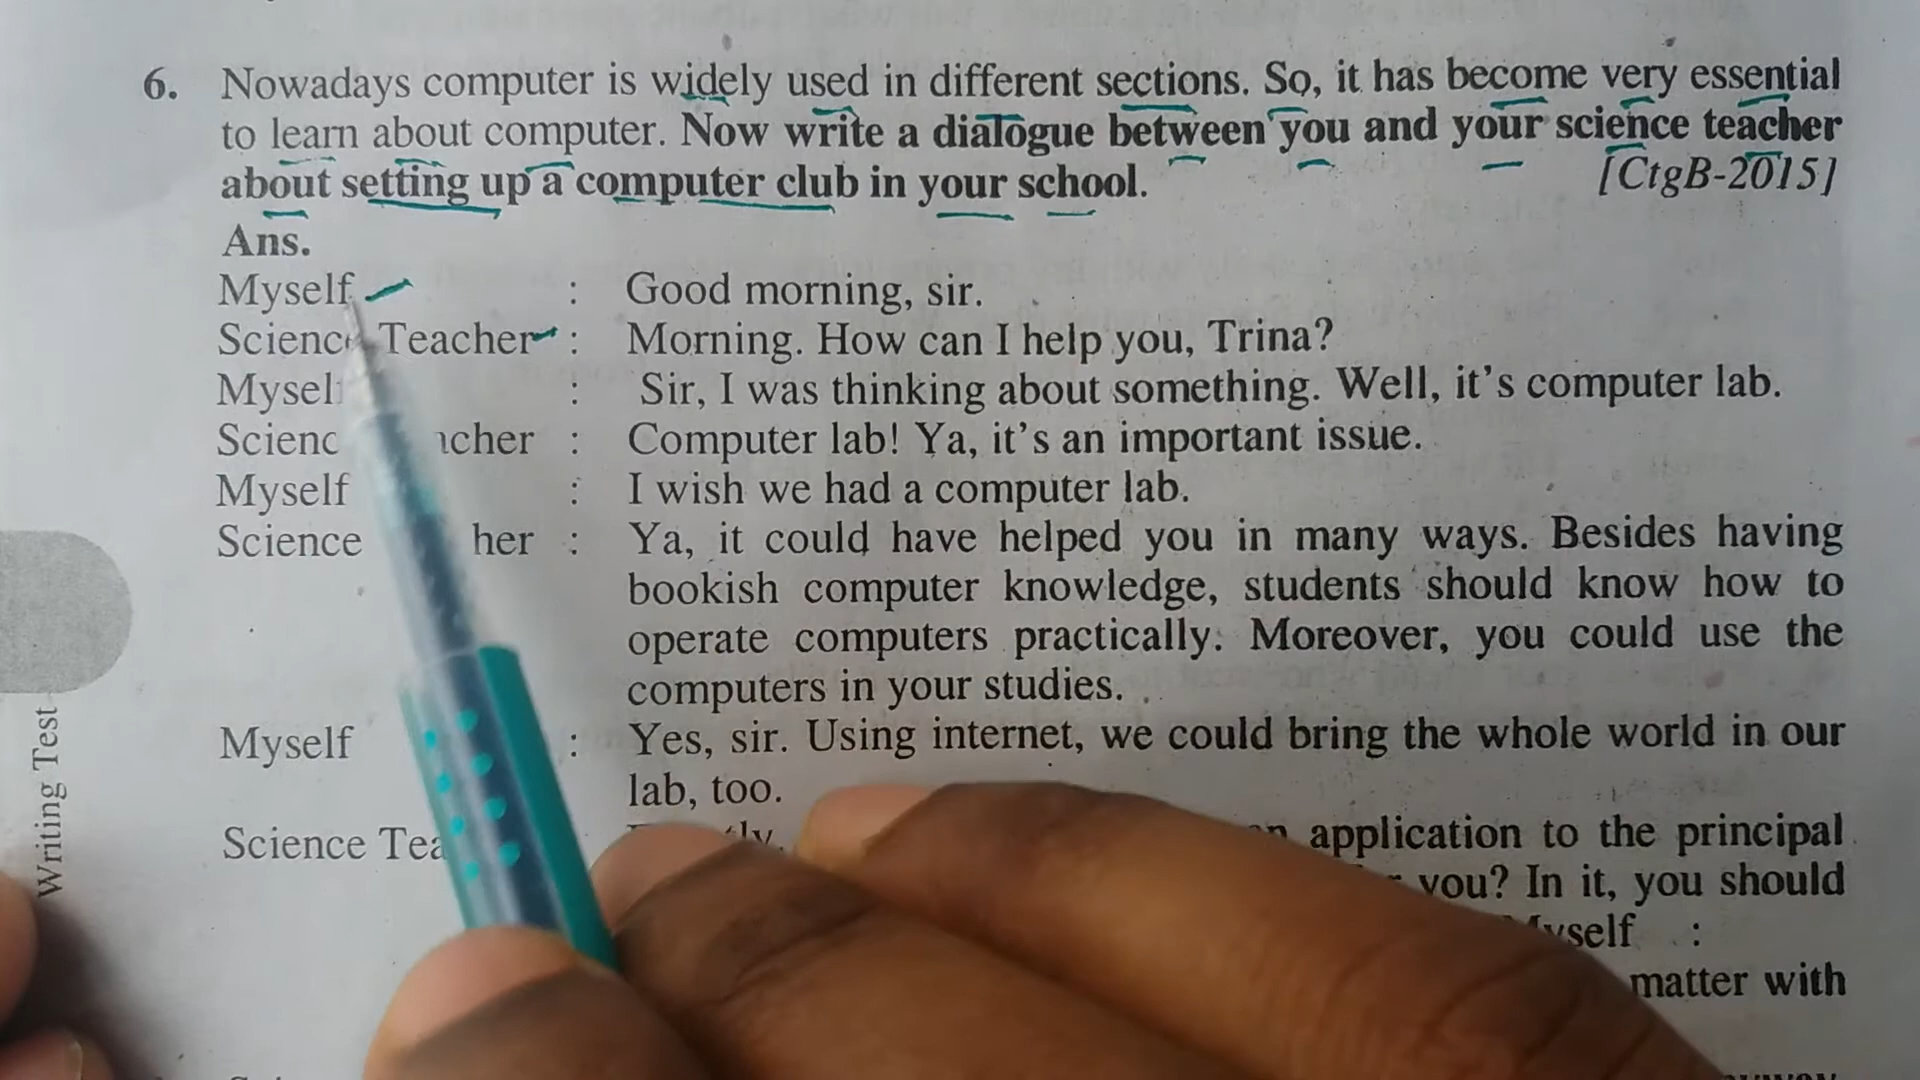 6. Nowadays computer is widely used in different sections. So, it has become very essential
to learn about computer. Now write a dialogue between you and your science teacher
about setting up a computer club in your school. [CtgB-2015]
Ans.
Myself : Good morning, sir.
Science Teacher : Morning. How can I help you, Trina?
Myself : Sir, I was thinking about something. Well, it's computer lab.
Science Teacher : Computer lab! Ya, it's an important issue.
Myself : I wish we had a computer lab.
Science Teacher : Ya, it could have helped you in many ways. Besides having
bookish computer knowledge, students should know how to
operate computers practically. Moreover, you could use the
computers in your studies.
Myself : Yes, sir. Using internet, we could bring the whole world in our
lab, too.
Science application to the principal
you? In it, you should
Myself :
matter with
Writing Test